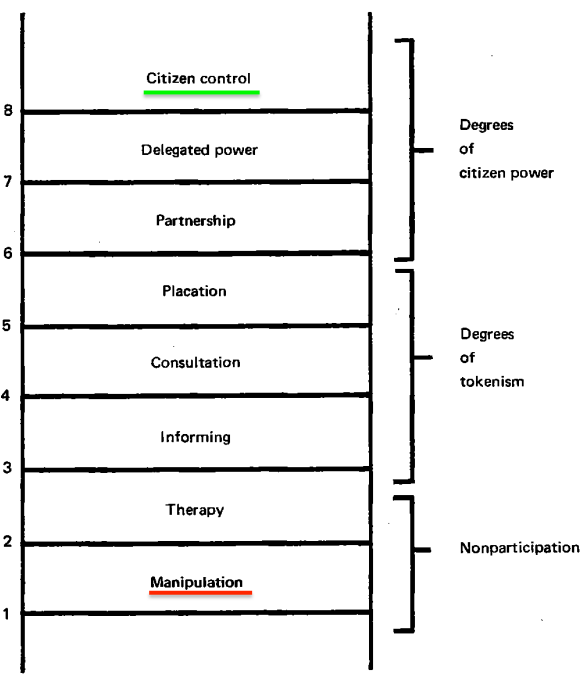 Citizen control
8
Delegated power
7
Partnership
6
Placation
5
Consultation
4
Informing
3
Therapy
2
Manipulation
1
Degrees
of
citizen power
Degrees
of
tokenism
Nonparticipation